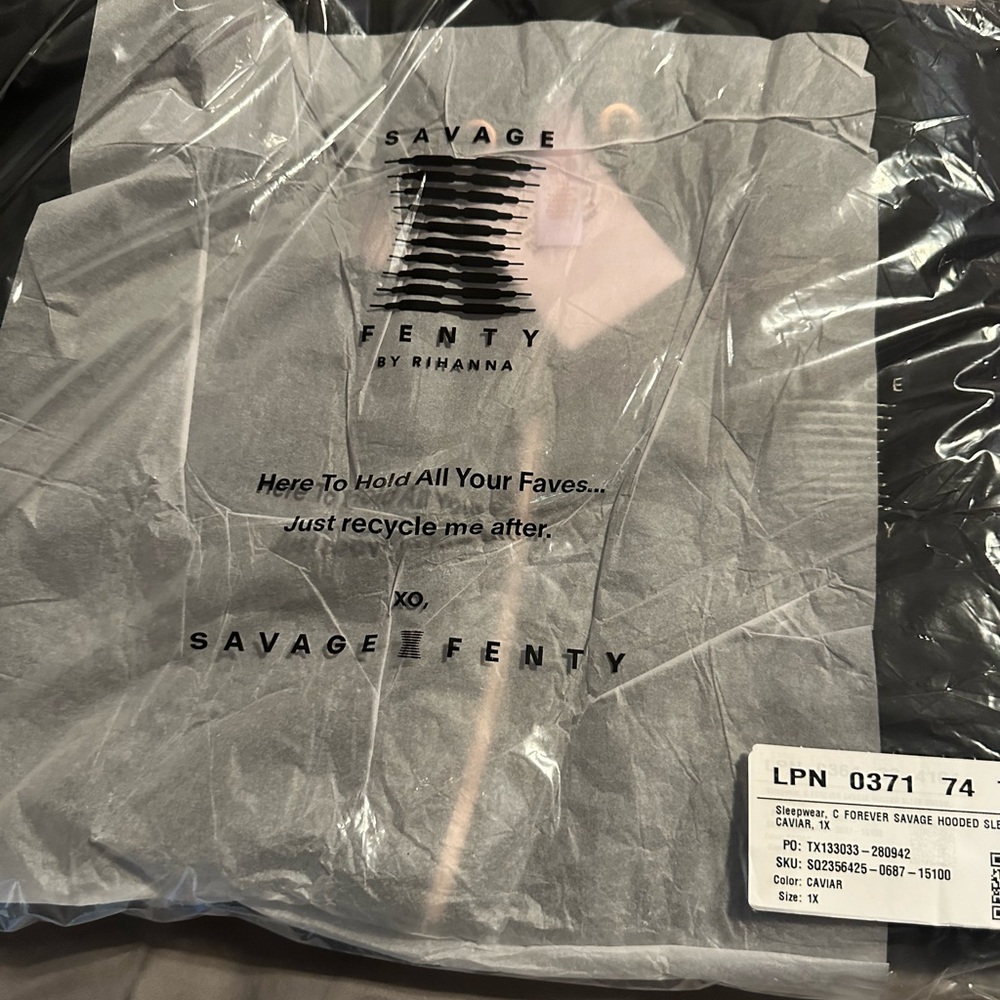 SAVAGE
FENTY
BY RIHANNA
E
Y
Here To Hold All Your Faves...
Just recycle me after.
XO,
SAVAGE FENTY
LPN 0371 74
Sleepwear, C FOREVER SAVAGE HOODED SLE
CAVIAR, 1X
PO: TX133033-280942
SKU: SQ2356425-0687-15100
Color: CAVIAR
Size: 1X